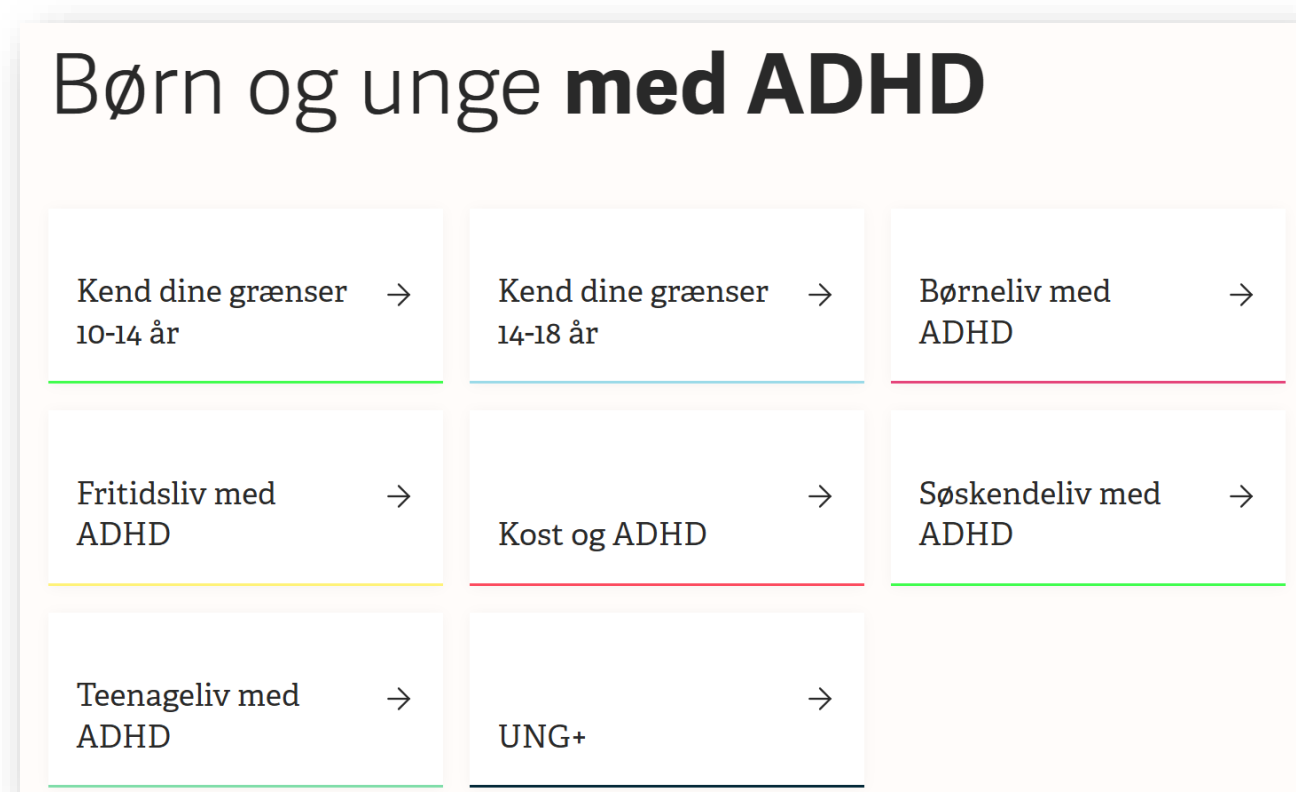 Børn og unge med ADHD
Kend dine grænser
10-14 år
Kend dine grænser
14-18 år
Børneliv med
ADHD
Fritidsliv med
ADHD
Kost og ADHD
Søskendeliv med
ADHD
Teenageliv med
ADHD
UNG+